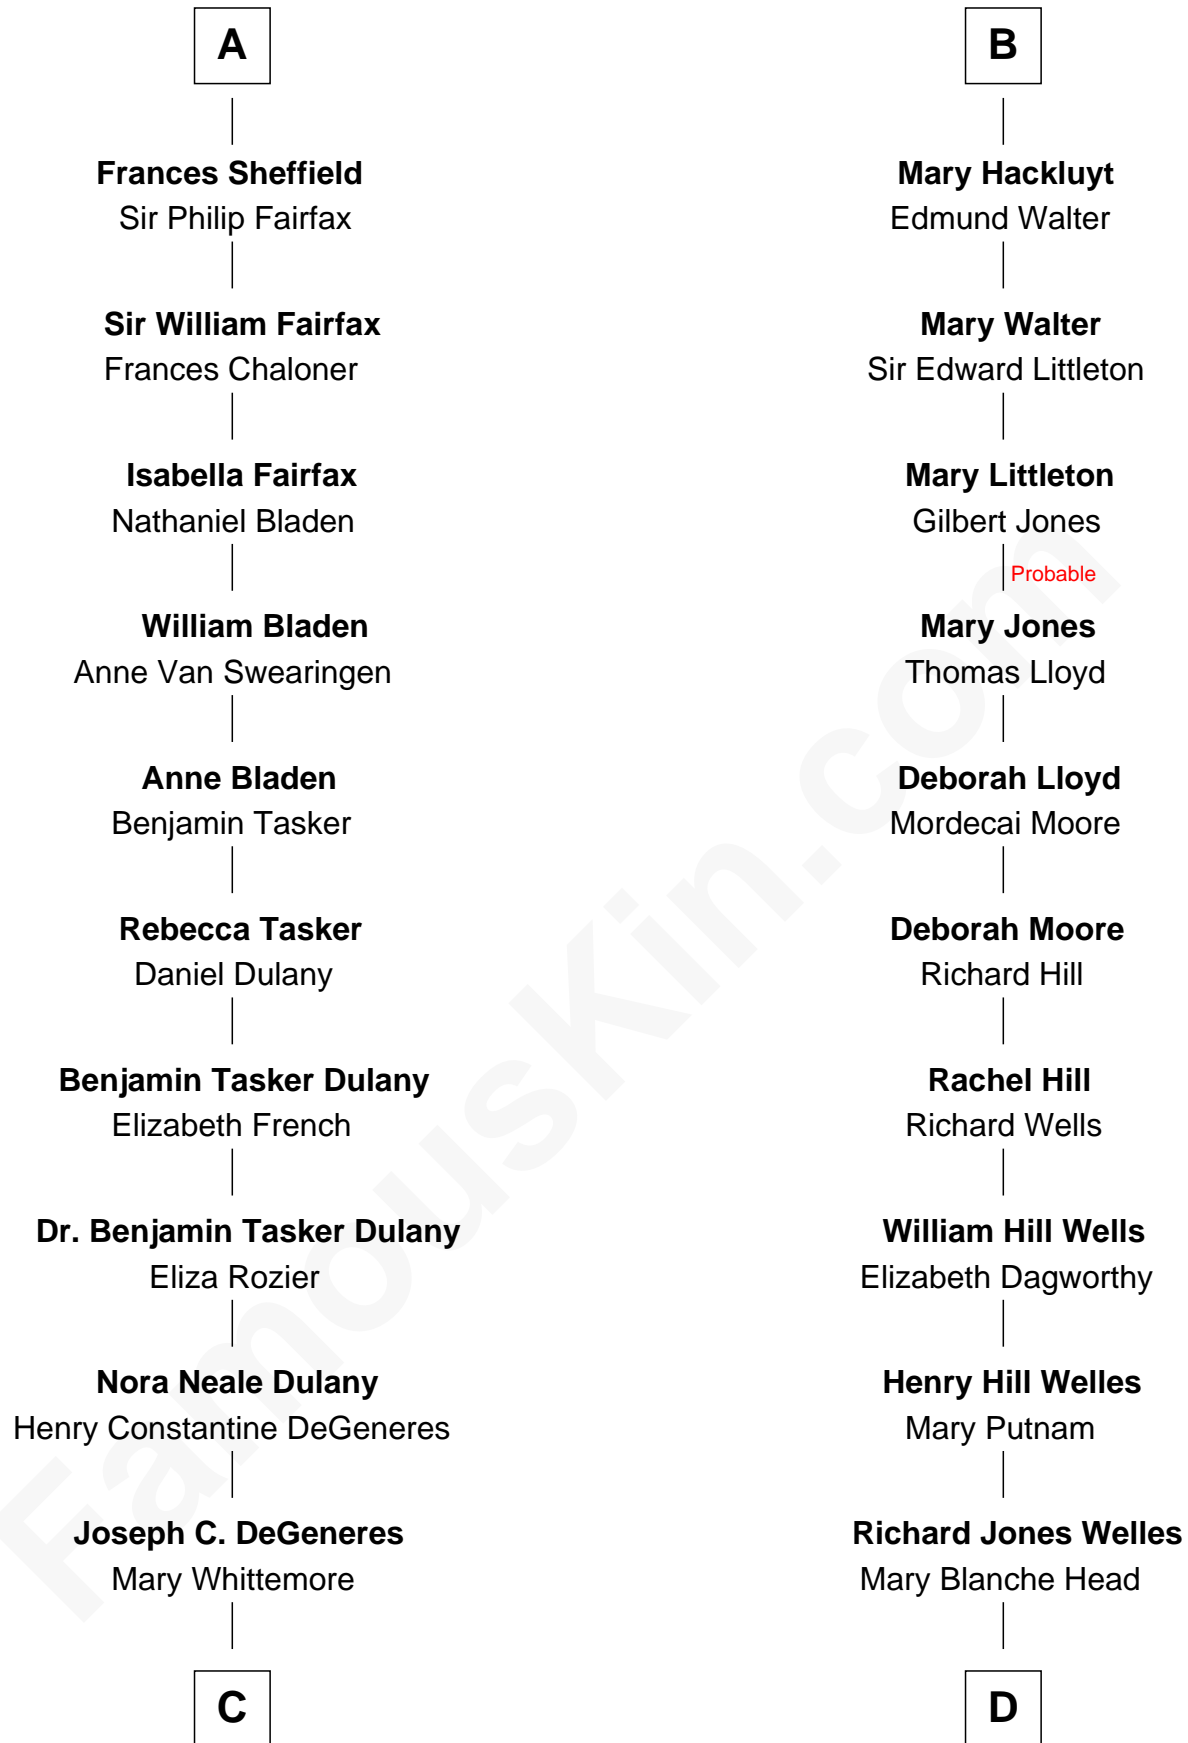 A
Frances Sheffield
Sir Philip Fairfax
Sir William Fairfax
Frances Chaloner
Isabella Fairfax
Nathaniel Bladen
William Bladen
Anne Van Swearingen
Anne Bladen
Benjamin Tasker
Rebecca Tasker
Daniel Dulany
Benjamin Tasker Dulany
Elizabeth French
Dr. Benjamin Tasker Dulany
Eliza Rozier
Nora Neale Dulany
Henry Constantine DeGeneres
Joseph C. DeGeneres
Mary Whittemore
C
B
Mary Hackluyt
Edmund Walter
Mary Walter
Sir Edward Littleton
Mary Littleton
Gilbert Jones
Probable
Mary Jones
Thomas Lloyd
Deborah Lloyd
Mordecai Moore
Deborah Moore
Richard Hill
Rachel Hill
Richard Wells
William Hill Wells
Elizabeth Dagworthy
Henry Hill Welles
Mary Putnam
Richard Jones Welles
Mary Blanche Head
D
FamousKin.com